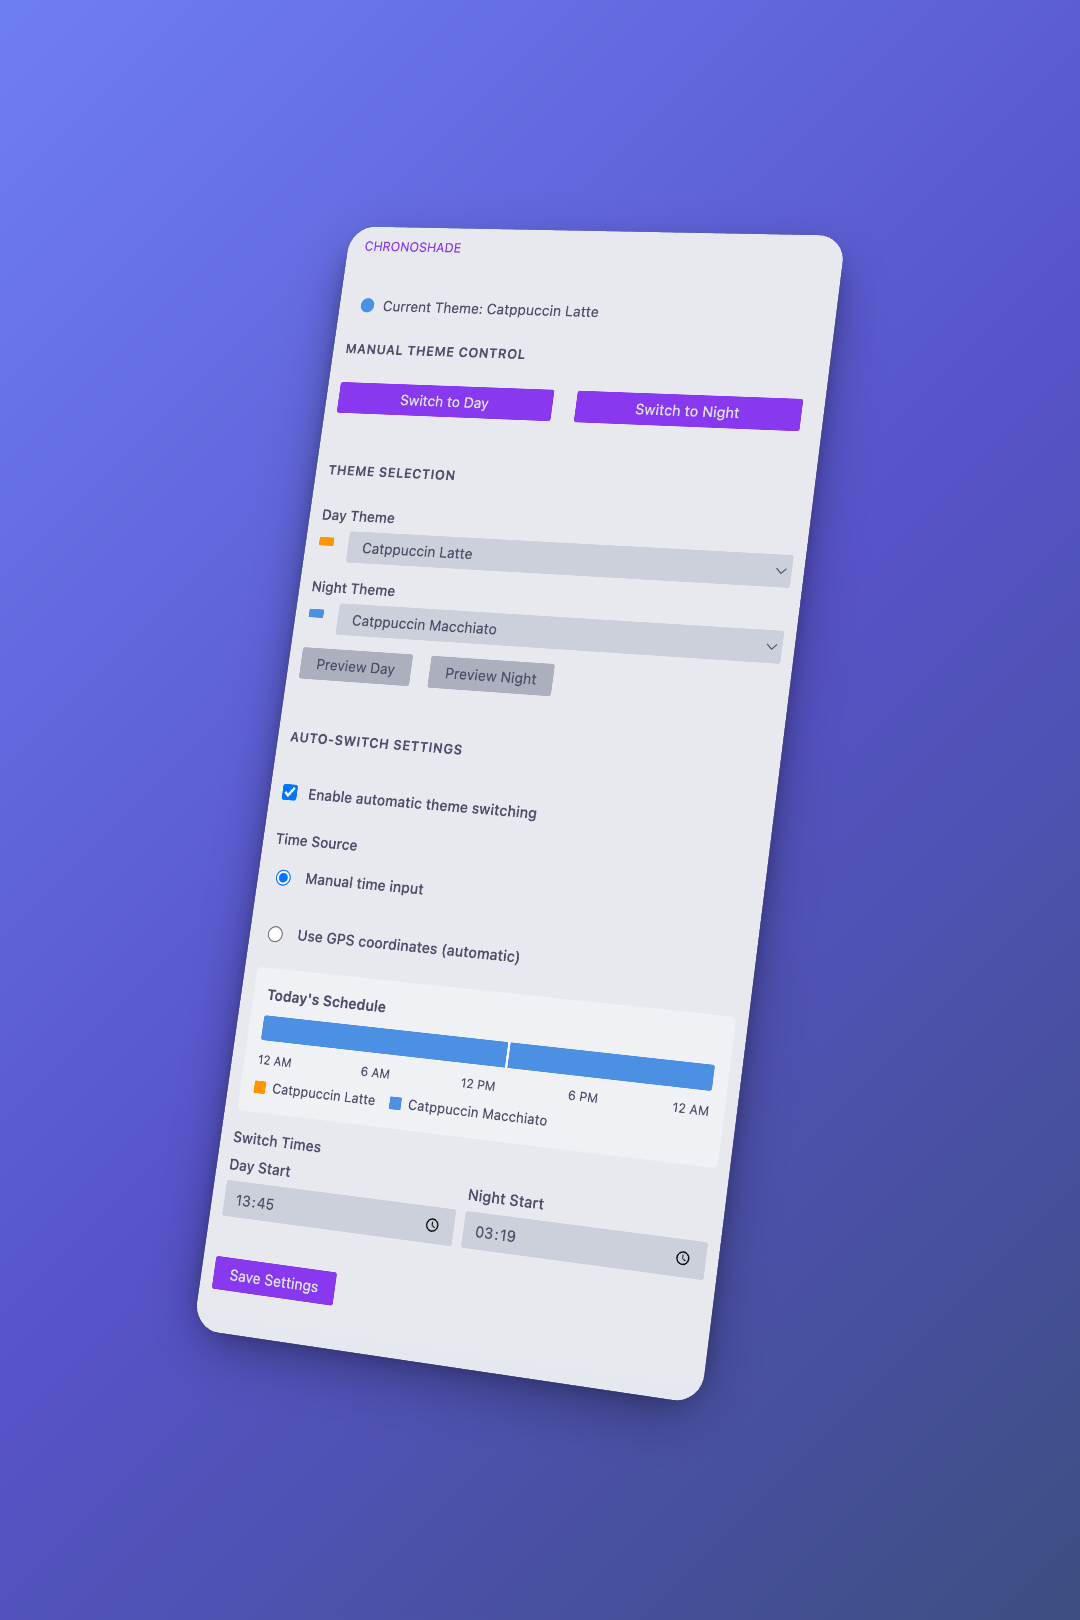 CHRONOSHADE
Current Theme: Catppuccin Latte
MANUAL THEME CONTROL
Switch to Day
Switch to Night
THEME SELECTION
Day Theme
Catppuccin Latte
Night Theme
Catppuccin Macchiato
Preview Day
Preview Night
AUTO-SWITCH SETTINGS
Enable automatic theme switching
Time Source
Manual time input
Use GPS coordinates (automatic)
Today's Schedule
12 AM 6 AM 12 PM 6 PM 12 AM
Catppuccin Latte Catppuccin Macchiato
Switch Times
Day Start
13:45
Night Start
03:19
Save Settings